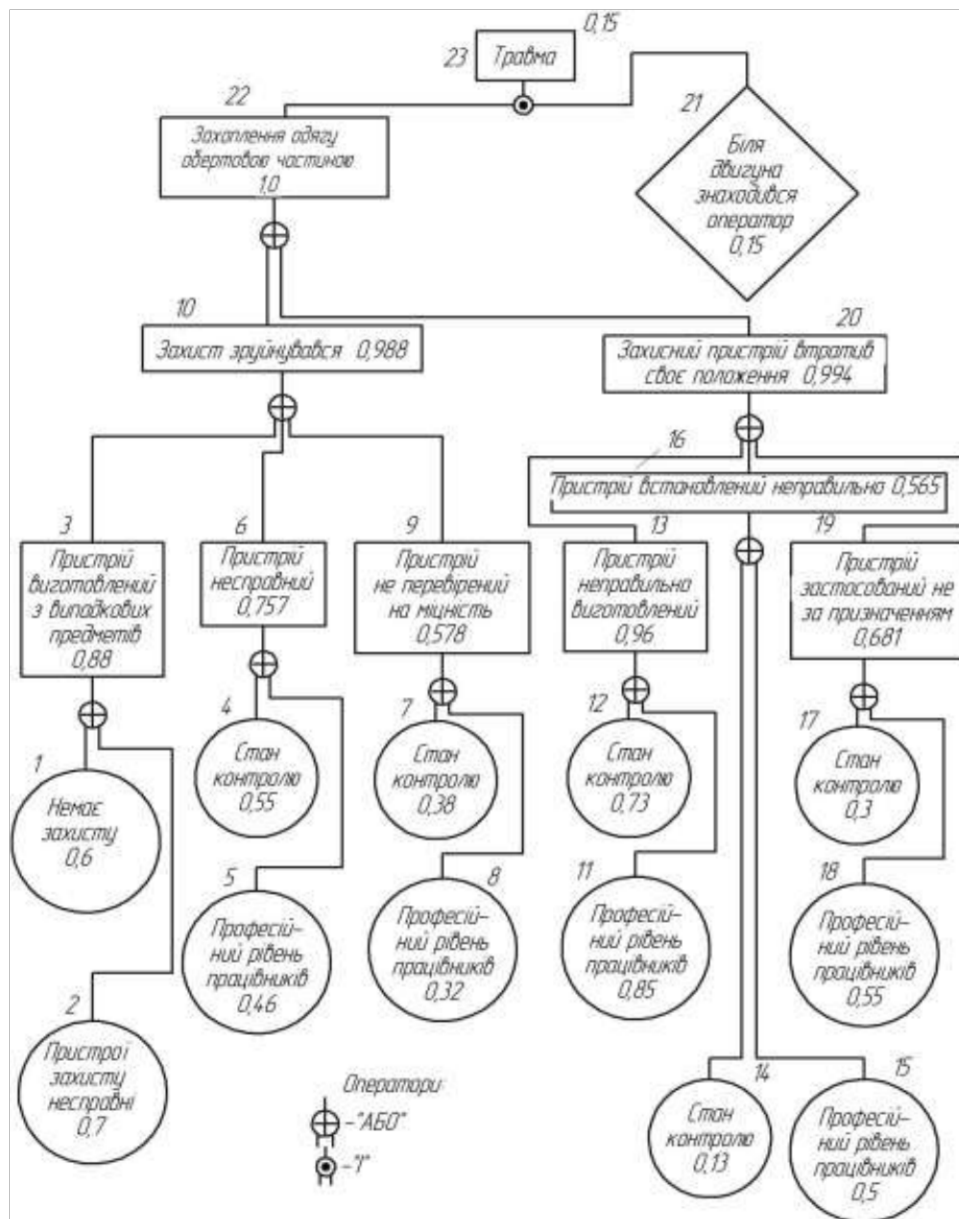 0,15
23
Травма
22
Захоплення одягу
обертовою частиною
1,0
21
Біля
двигуна
знаходився
оператор
0,15
10
Захист зруйнувався 0,988
20
Захисний пристрій втратив
своє положення 0,994
16
Пристрій встановлений неправильно 0,565
3
Пристрій
виготовлений
з випадкових
предметів
0,88
6
Пристрій
несправний
0,757
9
Пристрій
не перевірений
на міцність
0,578
13
Пристрій
неправильно
виготовлений
0,96
19
Пристрій
застосований не
за призначенням
0,681
1
Немає
захисту
0,6
4
Стан
контролю
0,55
7
Стан
контролю
0,38
12
Стан
контролю
0,73
17
Стан
контролю
0,3
5
Професій-
ний рівень
працівників
0,46
8
Професій-
ний рівень
працівників
0,32
11
Професій-
ний рівень
працівників
0,85
18
Професій-
ний рівень
працівників
0,55
2
Пристрої
захисту
несправні
0,7
Оператори:
-"АБО"
-"І"
14
Стан
контролю
0,13
15
Професій-
ний рівень
працівників
0,5